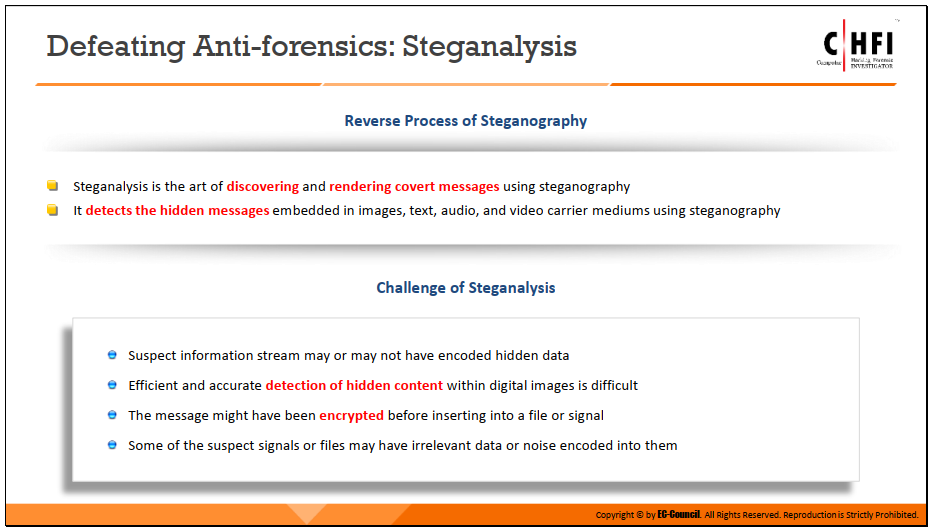 Defeating Anti-forensics: Steganalysis
CHFI
Computer Hacking Forensic
INVESTIGATOR
Reverse Process of Steganography
Steganalysis is the art of discovering and rendering covert messages using steganography
It detects the hidden messages embedded in images, text, audio, and video carrier mediums using steganography
Challenge of Steganalysis
Suspect information stream may or may not have encoded hidden data
Efficient and accurate detection of hidden content within digital images is difficult
The message might have been encrypted before inserting into a file or signal
Some of the suspect signals or files may have irrelevant data or noise encoded into them
Copyright © by EC-Council. All Rights Reserved. Reproduction is Strictly Prohibited.